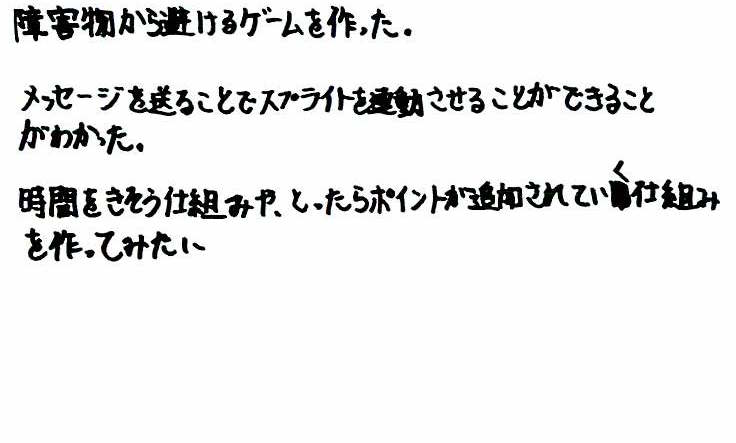 障害物から避けるゲームを作った。
メッセージを送ることでスプライトを連動させることができること
がわかった。
時間をきそう仕組みや、とったらポイントが追加されていく仕組み
を作ってみたい